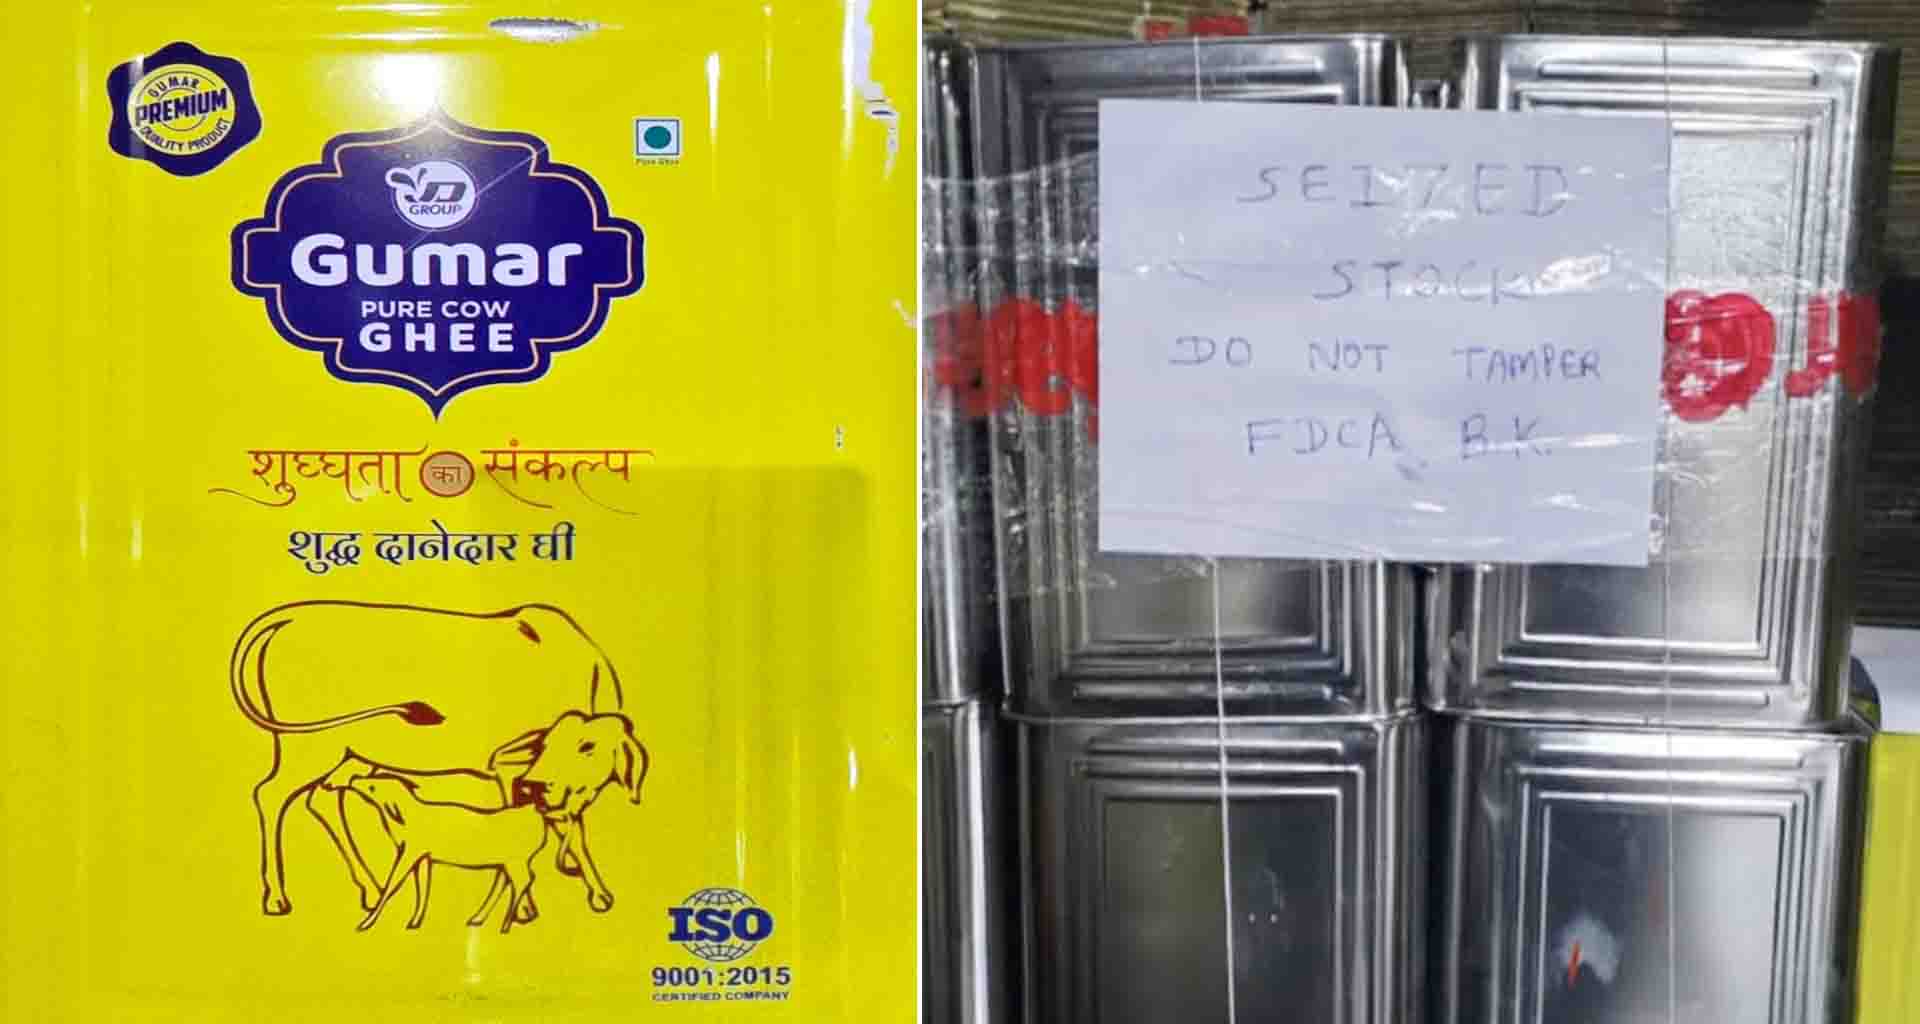 GUMAR
PREMIUM
QUALITY PRODUCT
Pure Ghee
JD
GROUP
Gumar
PURE COW
GHEE
शुघ्घता का संकल्प
शुद्ध दानेदार घी
ISO
9001:2015
CERTIFIED COMPANY
SEIZED
STOCK
DO NOT TAMPER
FDCA B.K.